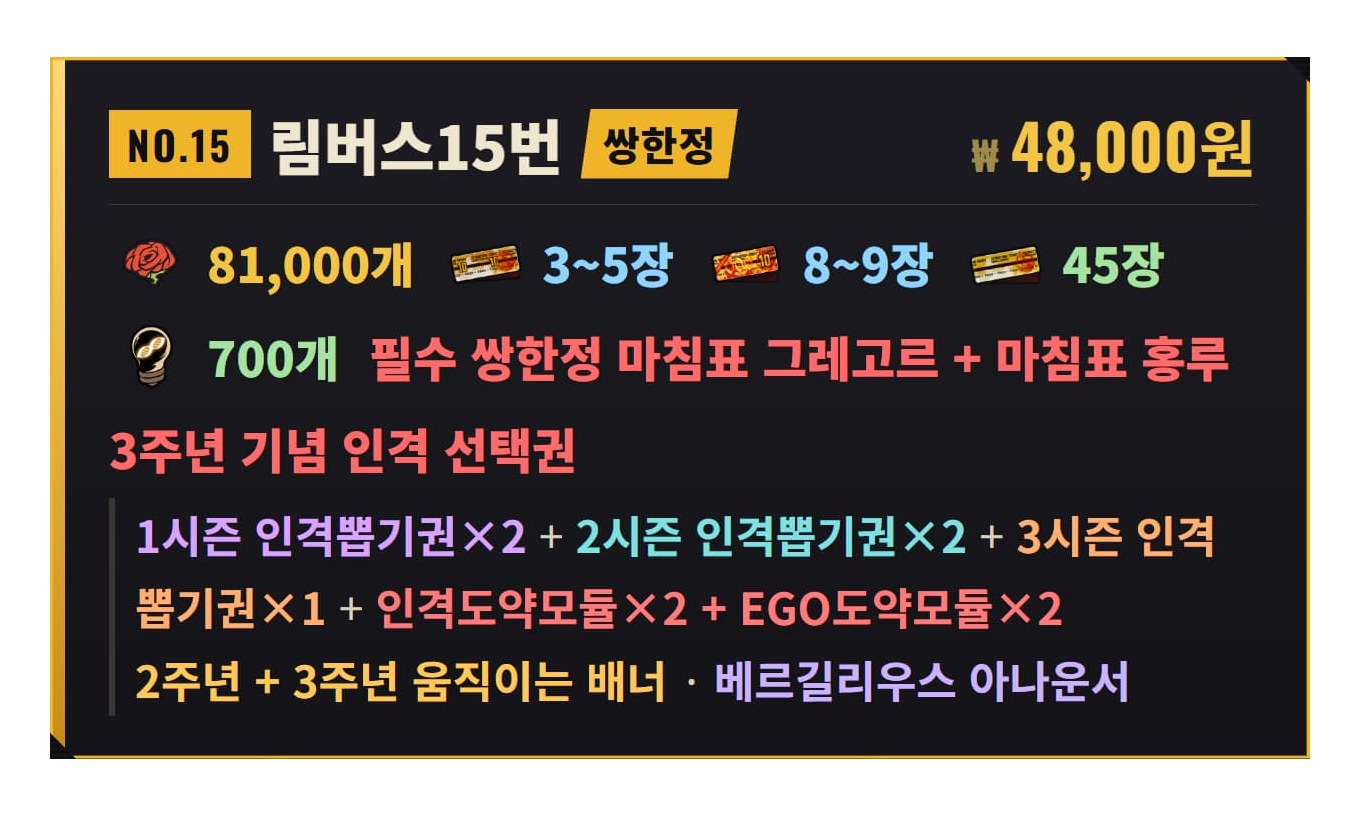 NO.15 림버스15번 쌍한정 ₩ 48,000원
81,000개 3~5장 8~9장 45장
700개 필수 쌍한정 마침표 그레고르 + 마침표 홍루
3주년 기념 인격 선택권
1시즌 인격뽑기권×2 + 2시즌 인격뽑기권×2 + 3시즌 인격
뽑기권×1 + 인격도약모듈×2 + EGO도약모듈×2
2주년 + 3주년 움직이는 배너 · 베르길리우스 아나운서